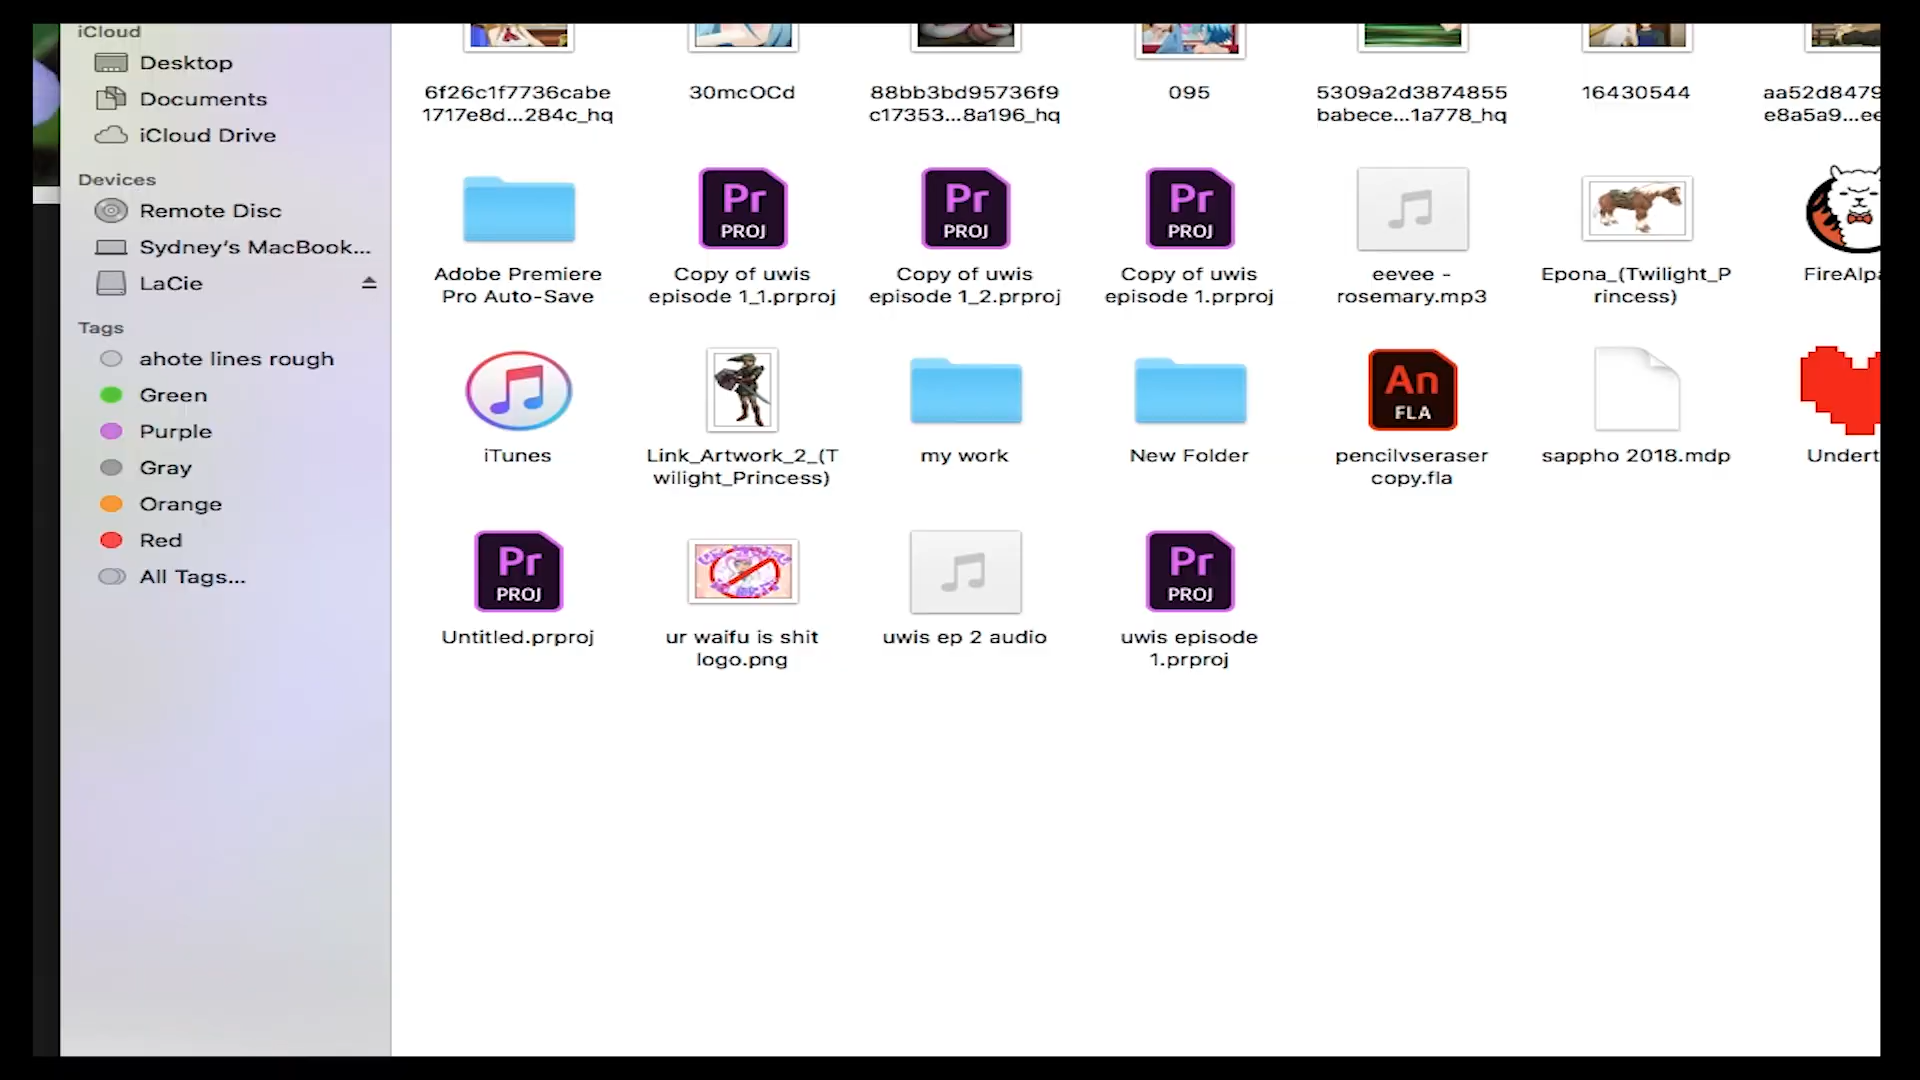 iCloud
Desktop
Documents
iCloud Drive
Devices
Remote Disc
Sydney's MacBook...
LaCie
Tags
ahote lines rough
Green
Purple
Gray
Orange
Red
All Tags...
6f26c1f7736cabe
1717e8d...284c_hq
30mcOCd
88bb3bd95736f9
c17353...8a196_hq
095
5309a2d3874855
babece...1a778_hq
16430544
aa52d8479
e8a5a9...ee
Pr
PROJ
Pr
PROJ
Pr
PROJ
Adobe Premiere
Pro Auto-Save
Copy of uwis
episode 1_1.prproj
Copy of uwis
episode 1_2.prproj
Copy of uwis
episode 1.prproj
eevee -
rosemary.mp3
Epona_(Twilight_P
rincess)
FireAlpa
An
FLA
iTunes
Link_Artwork_2_(T
wilight_Princess)
my work
New Folder
pencilvseraser
copy.fla
sappho 2018.mdp
Undert
Pr
PROJ
Pr
PROJ
Untitled.prproj
ur waifu is shit
logo.png
uwis ep 2 audio
uwis episode
1.prproj